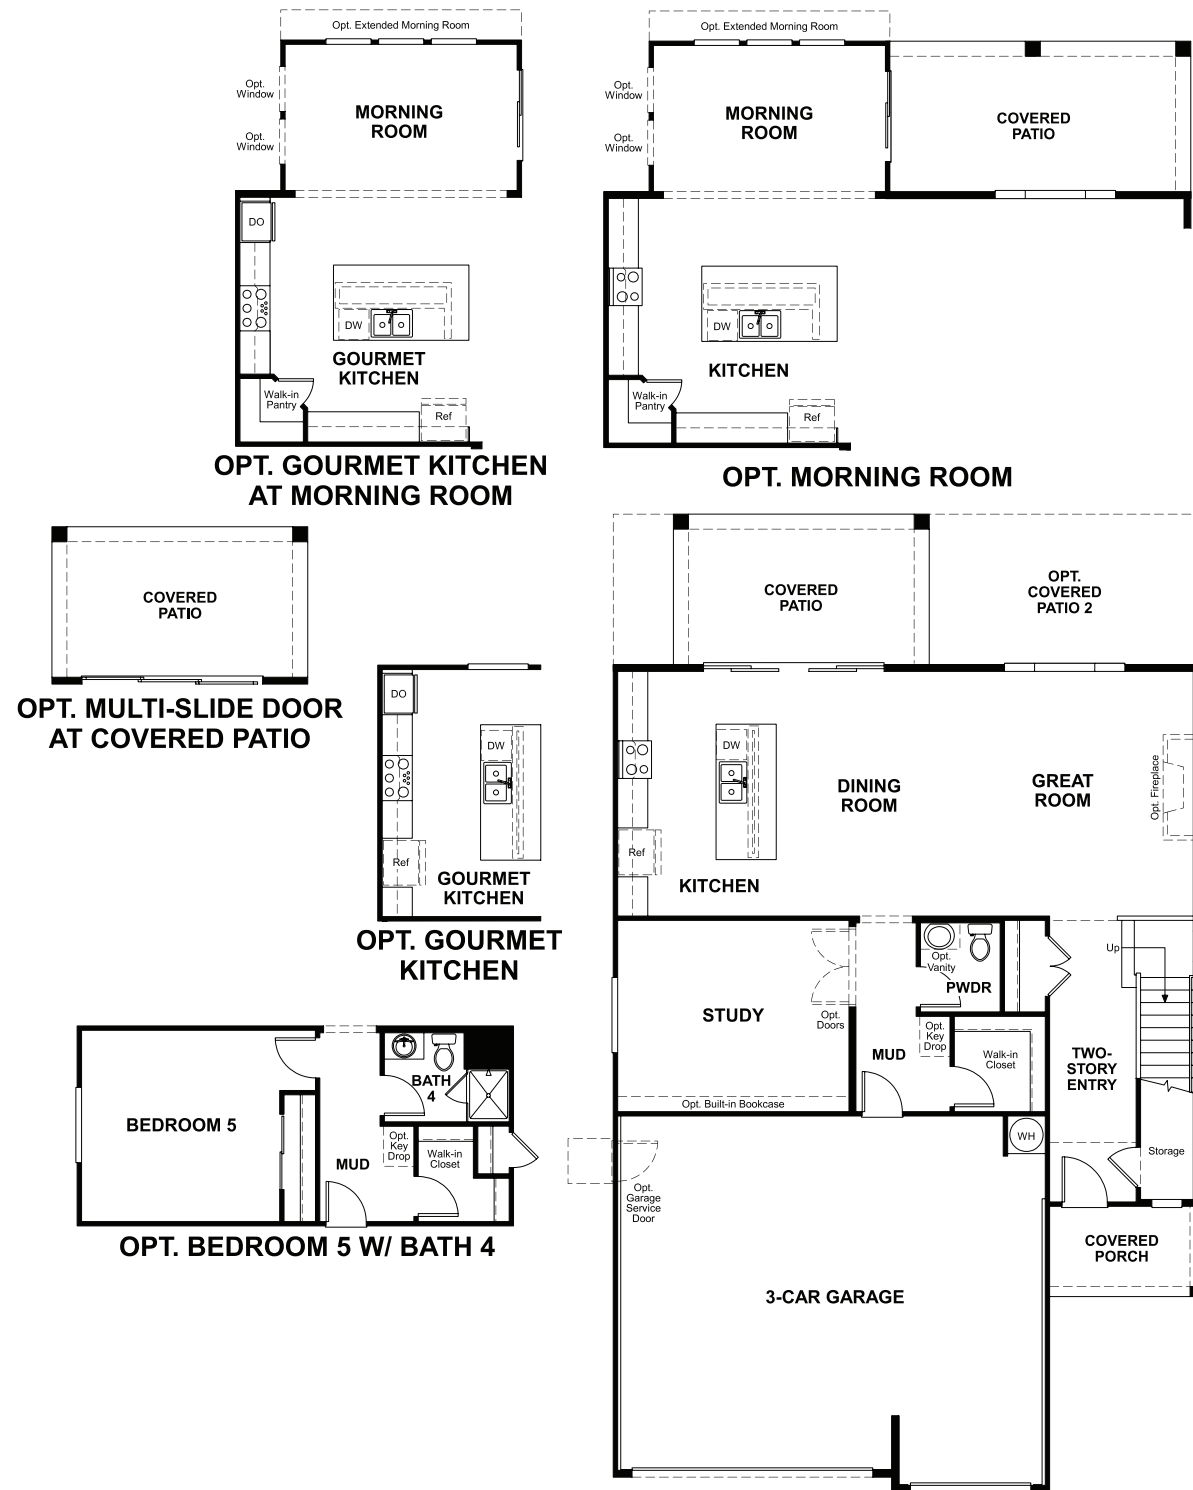 Opt. Extended Morning Room
Opt.
Window
Opt.
Window
MORNING
ROOM
DO
DW
GOURMET
KITCHEN
Walk-in
Pantry
Ref
OPT. GOURMET KITCHEN
AT MORNING ROOM
Opt. Extended Morning Room
Opt.
Window
Opt.
Window
MORNING
ROOM
COVERED
PATIO
DW
KITCHEN
Walk-in
Pantry
Ref
OPT. MORNING ROOM
COVERED
PATIO
OPT. MULTI-SLIDE DOOR
AT COVERED PATIO
DO
DW
Ref
GOURMET
KITCHEN
OPT. GOURMET
KITCHEN
COVERED
PATIO
OPT.
COVERED
PATIO 2
DW
DINING
ROOM
GREAT
ROOM
Opt. Fireplace
Ref
KITCHEN
Opt.
Vanity
PWDR
Up
STUDY
Opt.
Doors
MUD
Opt.
Key
Drop
Walk-in
Closet
TWO-
STORY
ENTRY
Opt. Built-in Bookcase
WH
Storage
Opt.
Garage
Service
Door
COVERED
PORCH
3-CAR GARAGE
BEDROOM 5
BATH
4
MUD
Opt.
Key
Drop
Walk-in
Closet
OPT. BEDROOM 5 W/ BATH 4